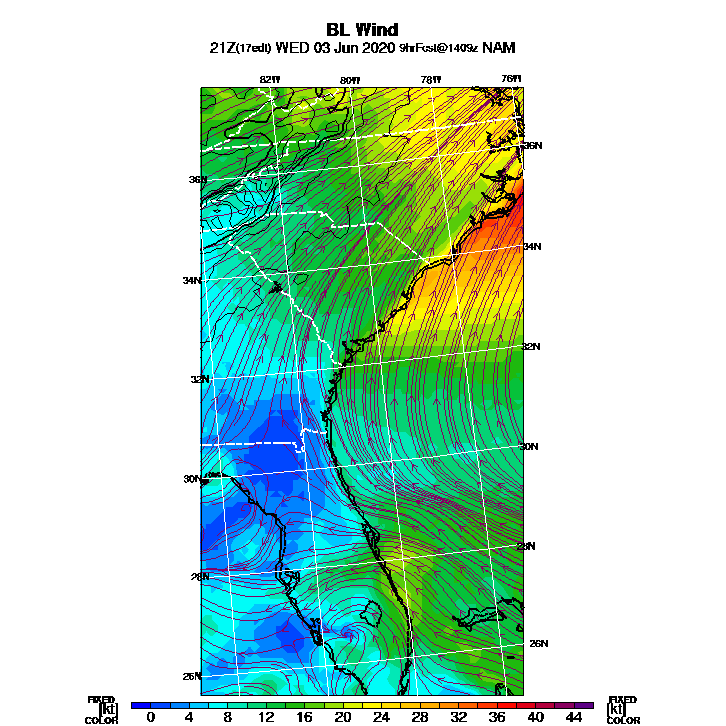 BL Wind
21Z(17edt) WED 03 Jun 2020 9hrFcst@1409z NAM
82W 80W 78W 76W
36N
36N
34N
34N
32N
32N
30N
30N
28N
28N
26N
26N
FIXED [kt] COLOR
0 4 8 12 16 20 24 28 32 36 40 44
FIXED [kt] COLOR